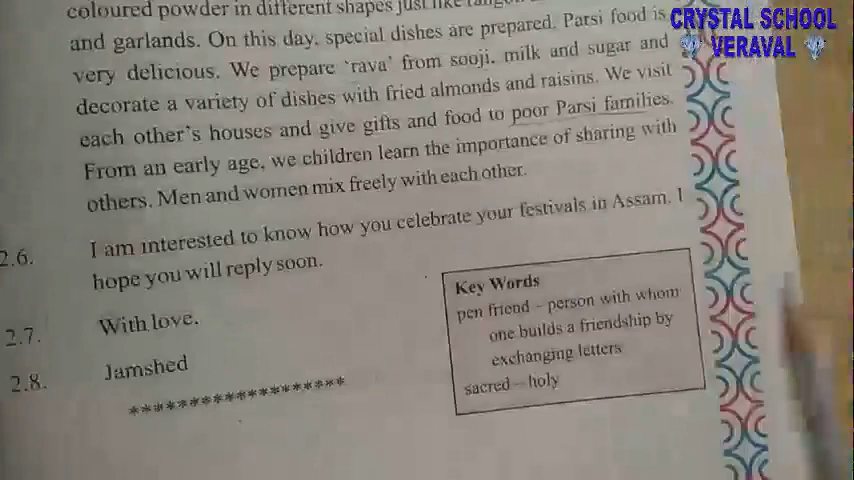 coloured powder in different shapes just like
and garlands. On this day, special dishes are prepared. Parsi food is
very delicious. We prepare ‘rava’ from sooji, milk and sugar and
decorate a variety of dishes with fried almonds and raisins. We visit
each other’s houses and give gifts and food to poor Parsi families.
From an early age, we children learn the importance of sharing with
others. Men and women mix freely with each other.
2.6. I am interested to know how you celebrate your festivals in Assam. I
hope you will reply soon.
2.7. With love,
2.8. Jamshed
******************
Key Words
pen friend – person with whom
one builds a friendship by
exchanging letters
sacred – holy
CRYSTAL SCHOOL
VERAVAL